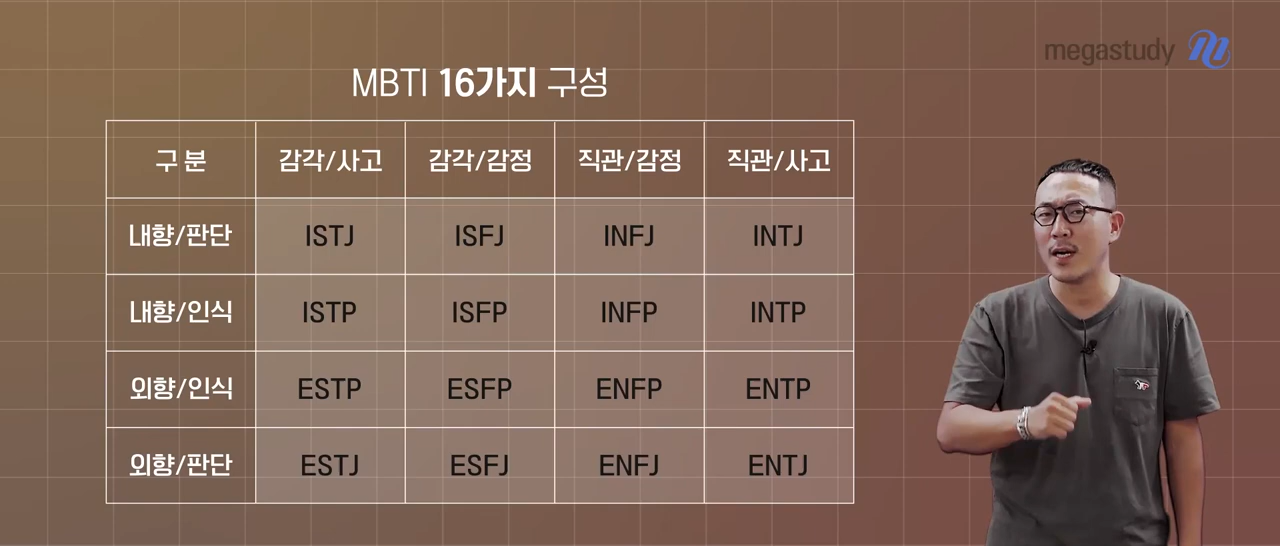 megastudy
MBTI 16가지 구성
구 분 감각/사고 감각/감정 직관/감정 직관/사고
내향/판단 ISTJ ISFJ INFJ INTJ
내향/인식 ISTP ISFP INFP INTP
외향/인식 ESTP ESFP ENFP ENTP
외향/판단 ESTJ ESFJ ENFJ ENTJ